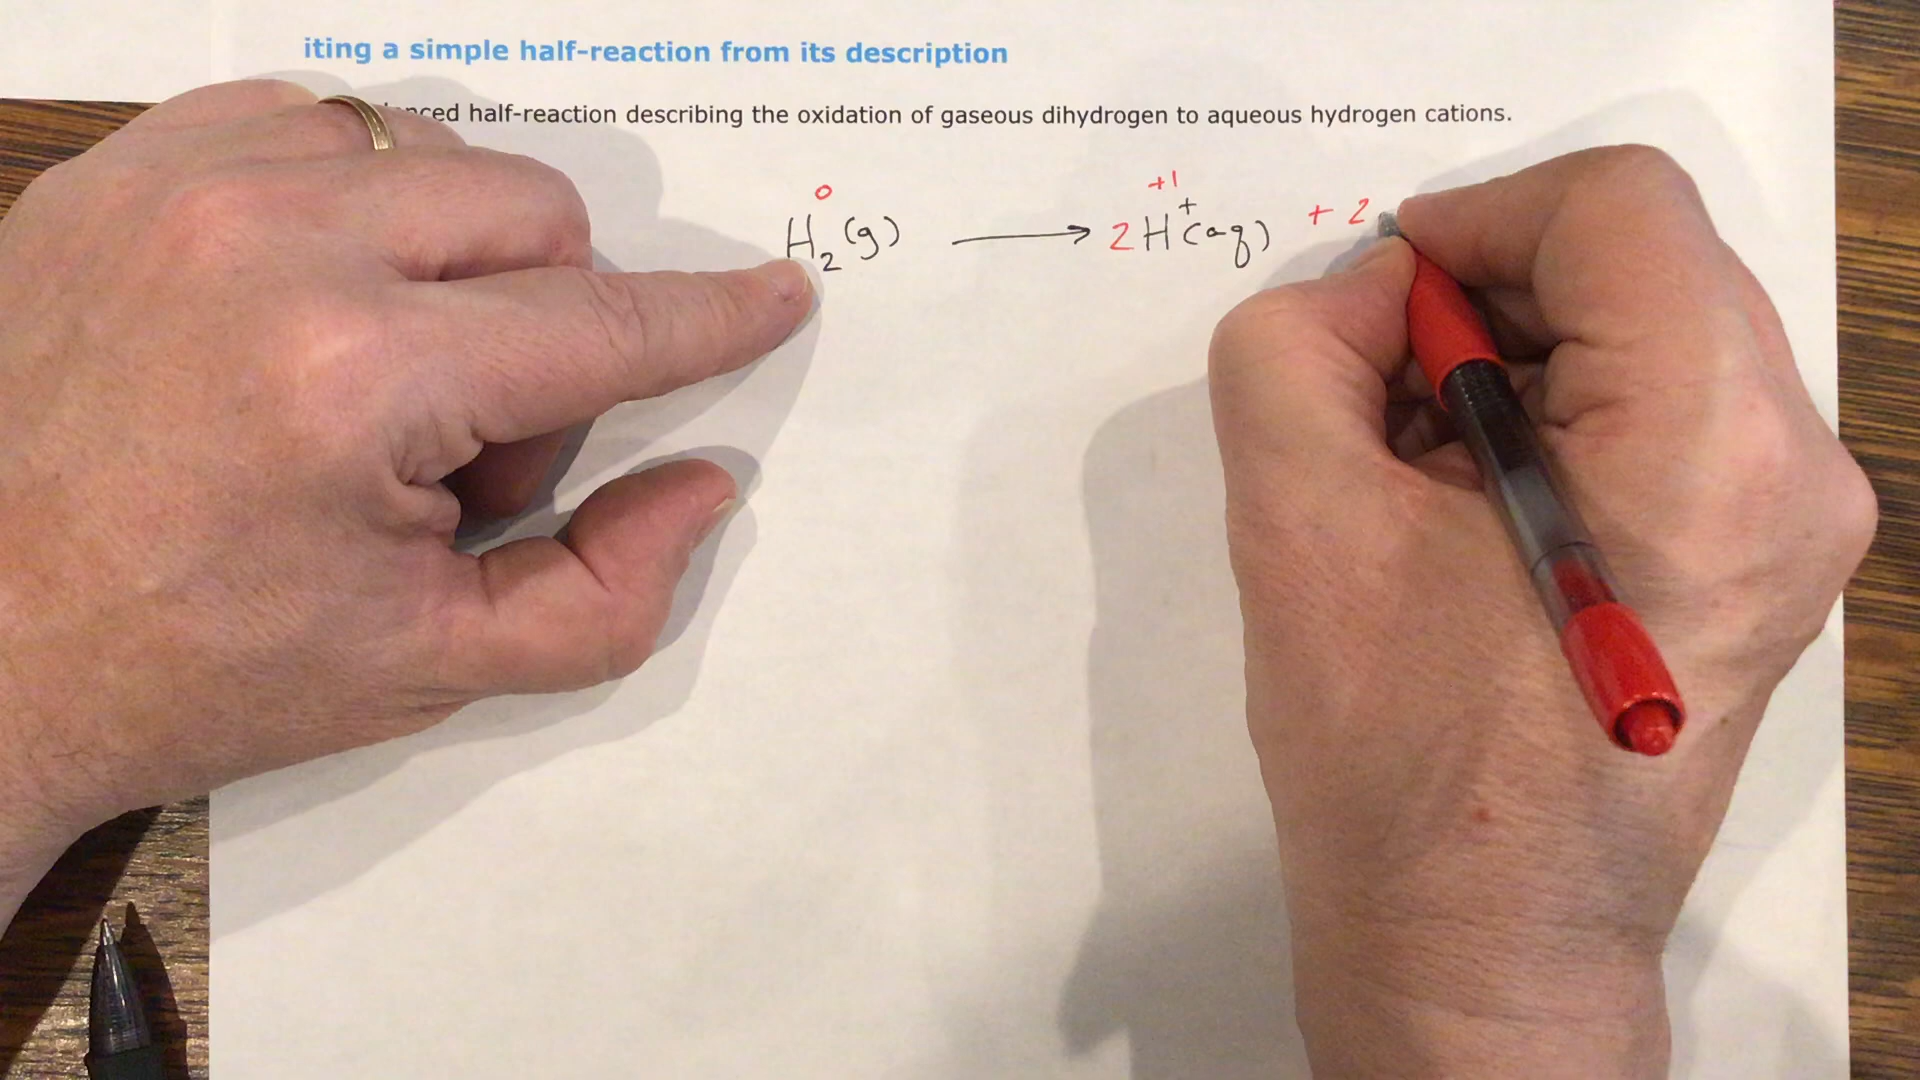 iting a simple half-reaction from its description
nced half-reaction describing the oxidation of gaseous dihydrogen to aqueous hydrogen cations.
0 +1
H₂(g) ⟶ 2H⁺(aq) + 2